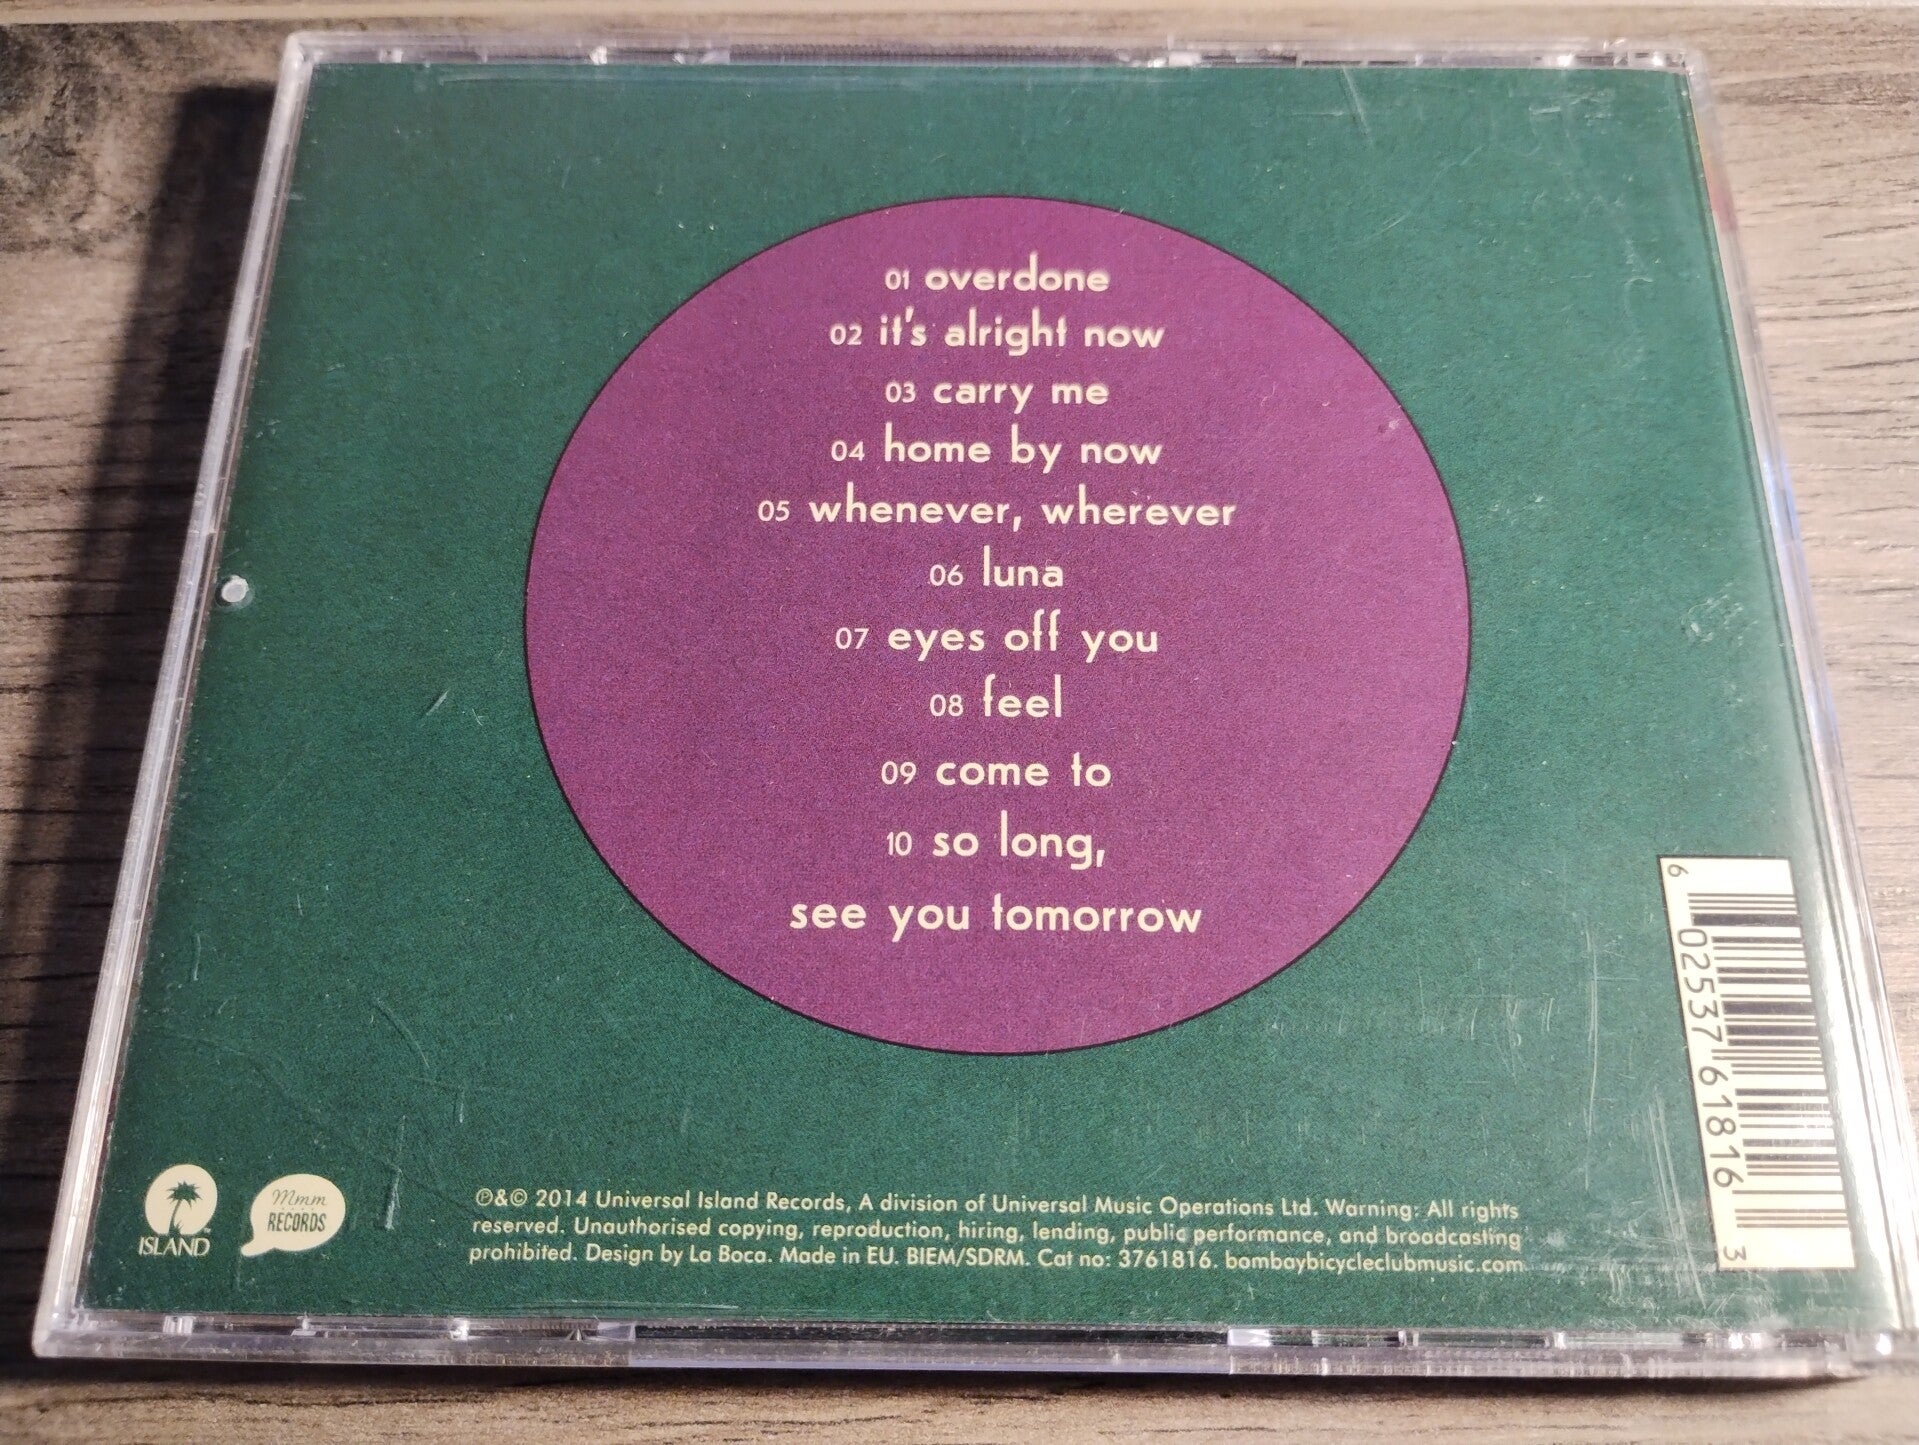 01 overdone
02 it's alright now
03 carry me
04 home by now
05 whenever, wherever
06 luna
07 eyes off you
08 feel
09 come to
10 so long,
see you tomorrow
6 02537 61816 3
ISLAND
Mmm
RECORDS
℗&© 2014 Universal Island Records, A division of Universal Music Operations Ltd. Warning: All rights
reserved. Unauthorised copying, reproduction, hiring, lending, public performance, and broadcasting
prohibited. Design by La Boca. Made in EU. BIEM/SDRM. Cat no: 3761816. bombaybicycleclubmusic.com